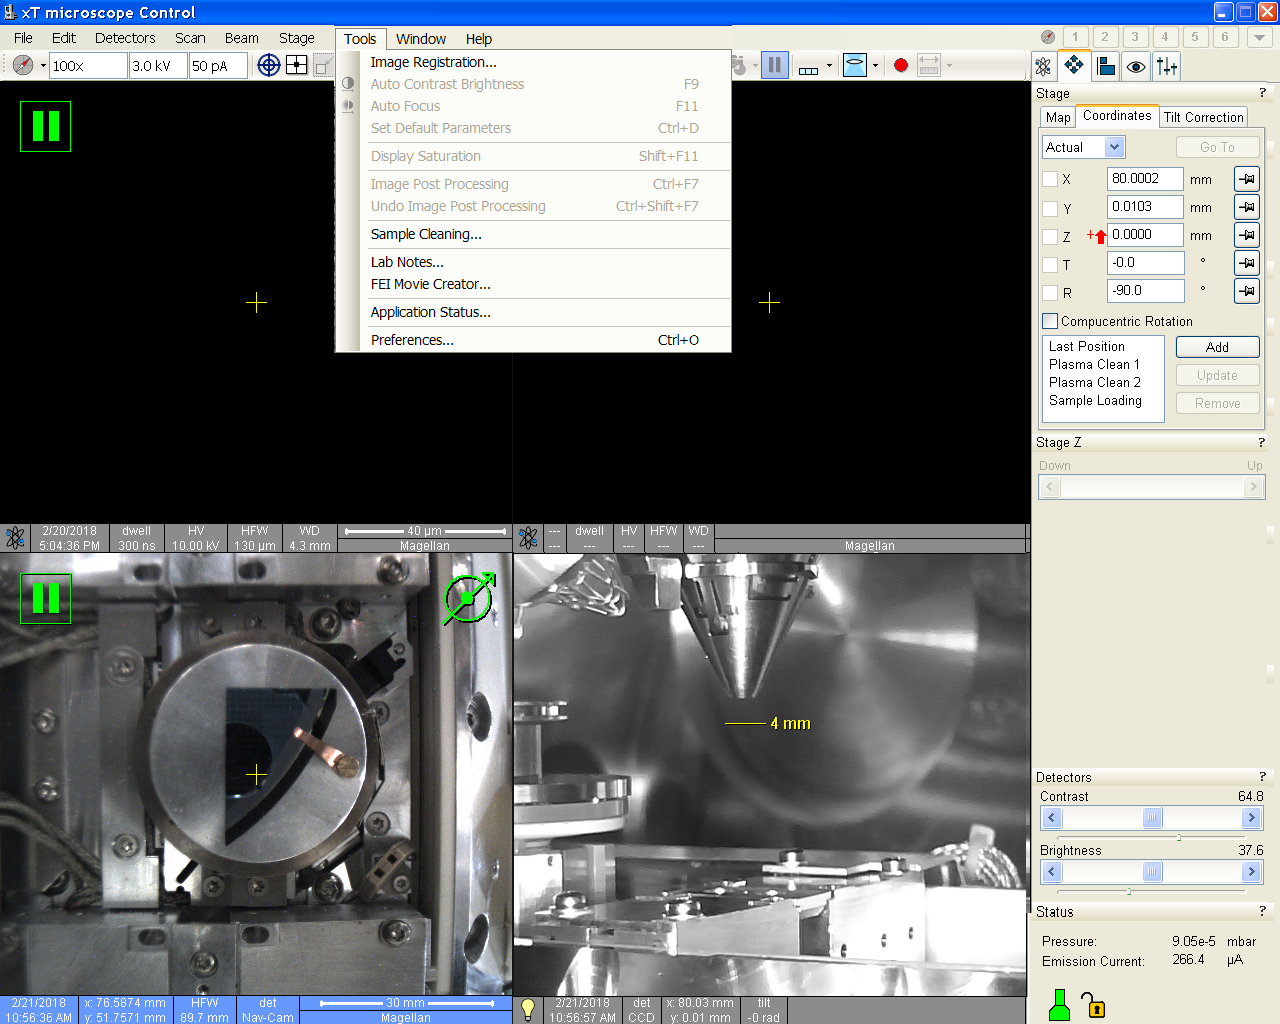 xT microscope Control
File Edit Detectors Scan Beam Stage Tools Window Help
1 2 3 4 5 6
100x 3.0 kV 50 pA
Image Registration...
Auto Contrast Brightness F9
Auto Focus F11
Set Default Parameters Ctrl+D
Display Saturation Shift+F11
Image Post Processing Ctrl+F7
Undo Image Post Processing Ctrl+Shift+F7
Sample Cleaning...
Lab Notes...
FEI Movie Creator...
Application Status...
Preferences... Ctrl+O
Stage ?
Map Coordinates Tilt Correction
Actual Go To
X 80.0002 mm
Y 0.0103 mm
Z + 0.0000 mm
T -0.0 °
R -90.0 °
Compucentric Rotation
Last Position Add
Plasma Clean 1
Plasma Clean 2 Update
Sample Loading Remove
Stage Z ?
Down Up
2/20/2018 dwell HV HFW WD 40 µm
5:04:36 PM 300 ns 10.00 kV 130 µm 4.3 mm Magellan
--- dwell HV HFW WD
--- --- --- --- --- Magellan
4 mm
Detectors ?
Contrast 64.8
Brightness 37.6
Status ?
Pressure: 9.05e-5 mbar
Emission Current: 266.4 µA
2/21/2018 x: 76.5874 mm HFW det 30 mm
10:56:36 AM y: 51.7571 mm 89.7 mm Nav-Cam Magellan
2/21/2018 det x: 80.03 mm tilt
10:56:57 AM CCD y: 0.01 mm -0 rad